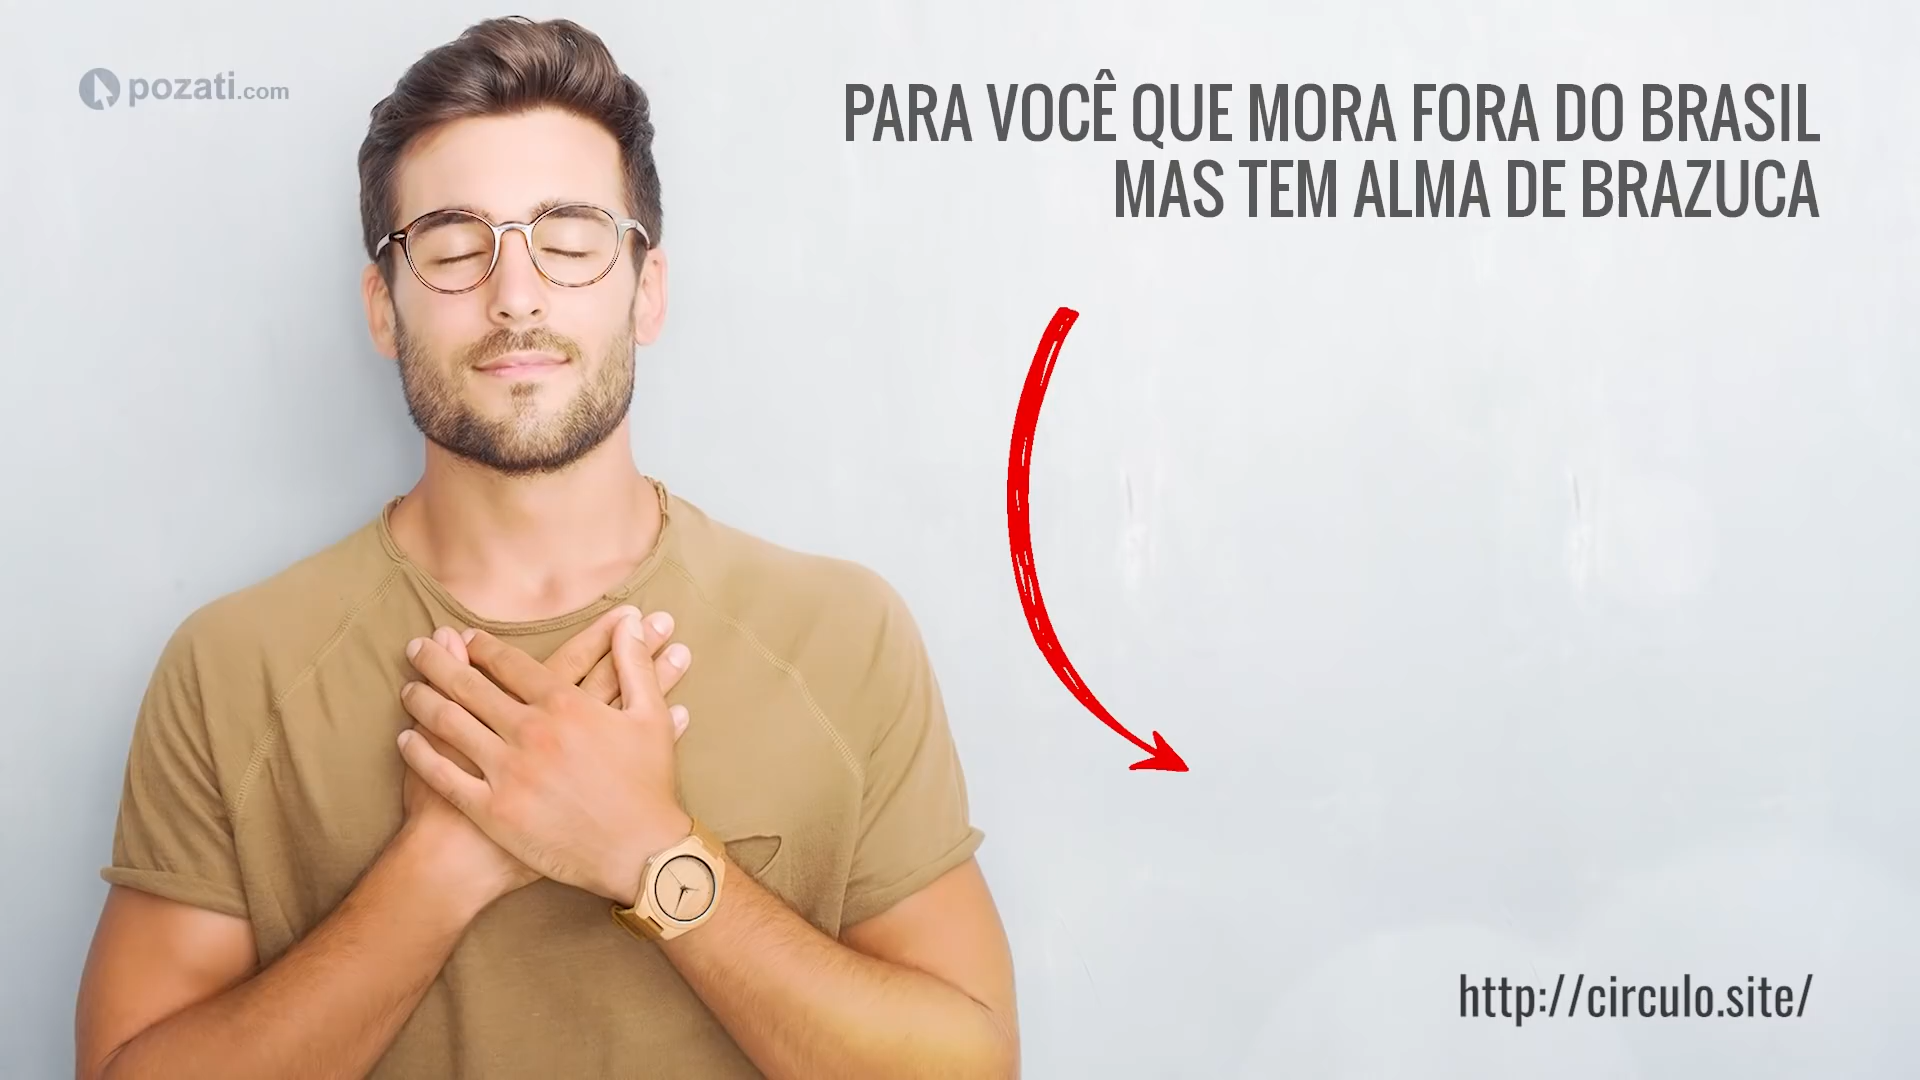 pozati.com
PARA VOCÊ QUE MORA FORA DO BRASIL
MAS TEM ALMA DE BRAZUCA
http://circulo.site/